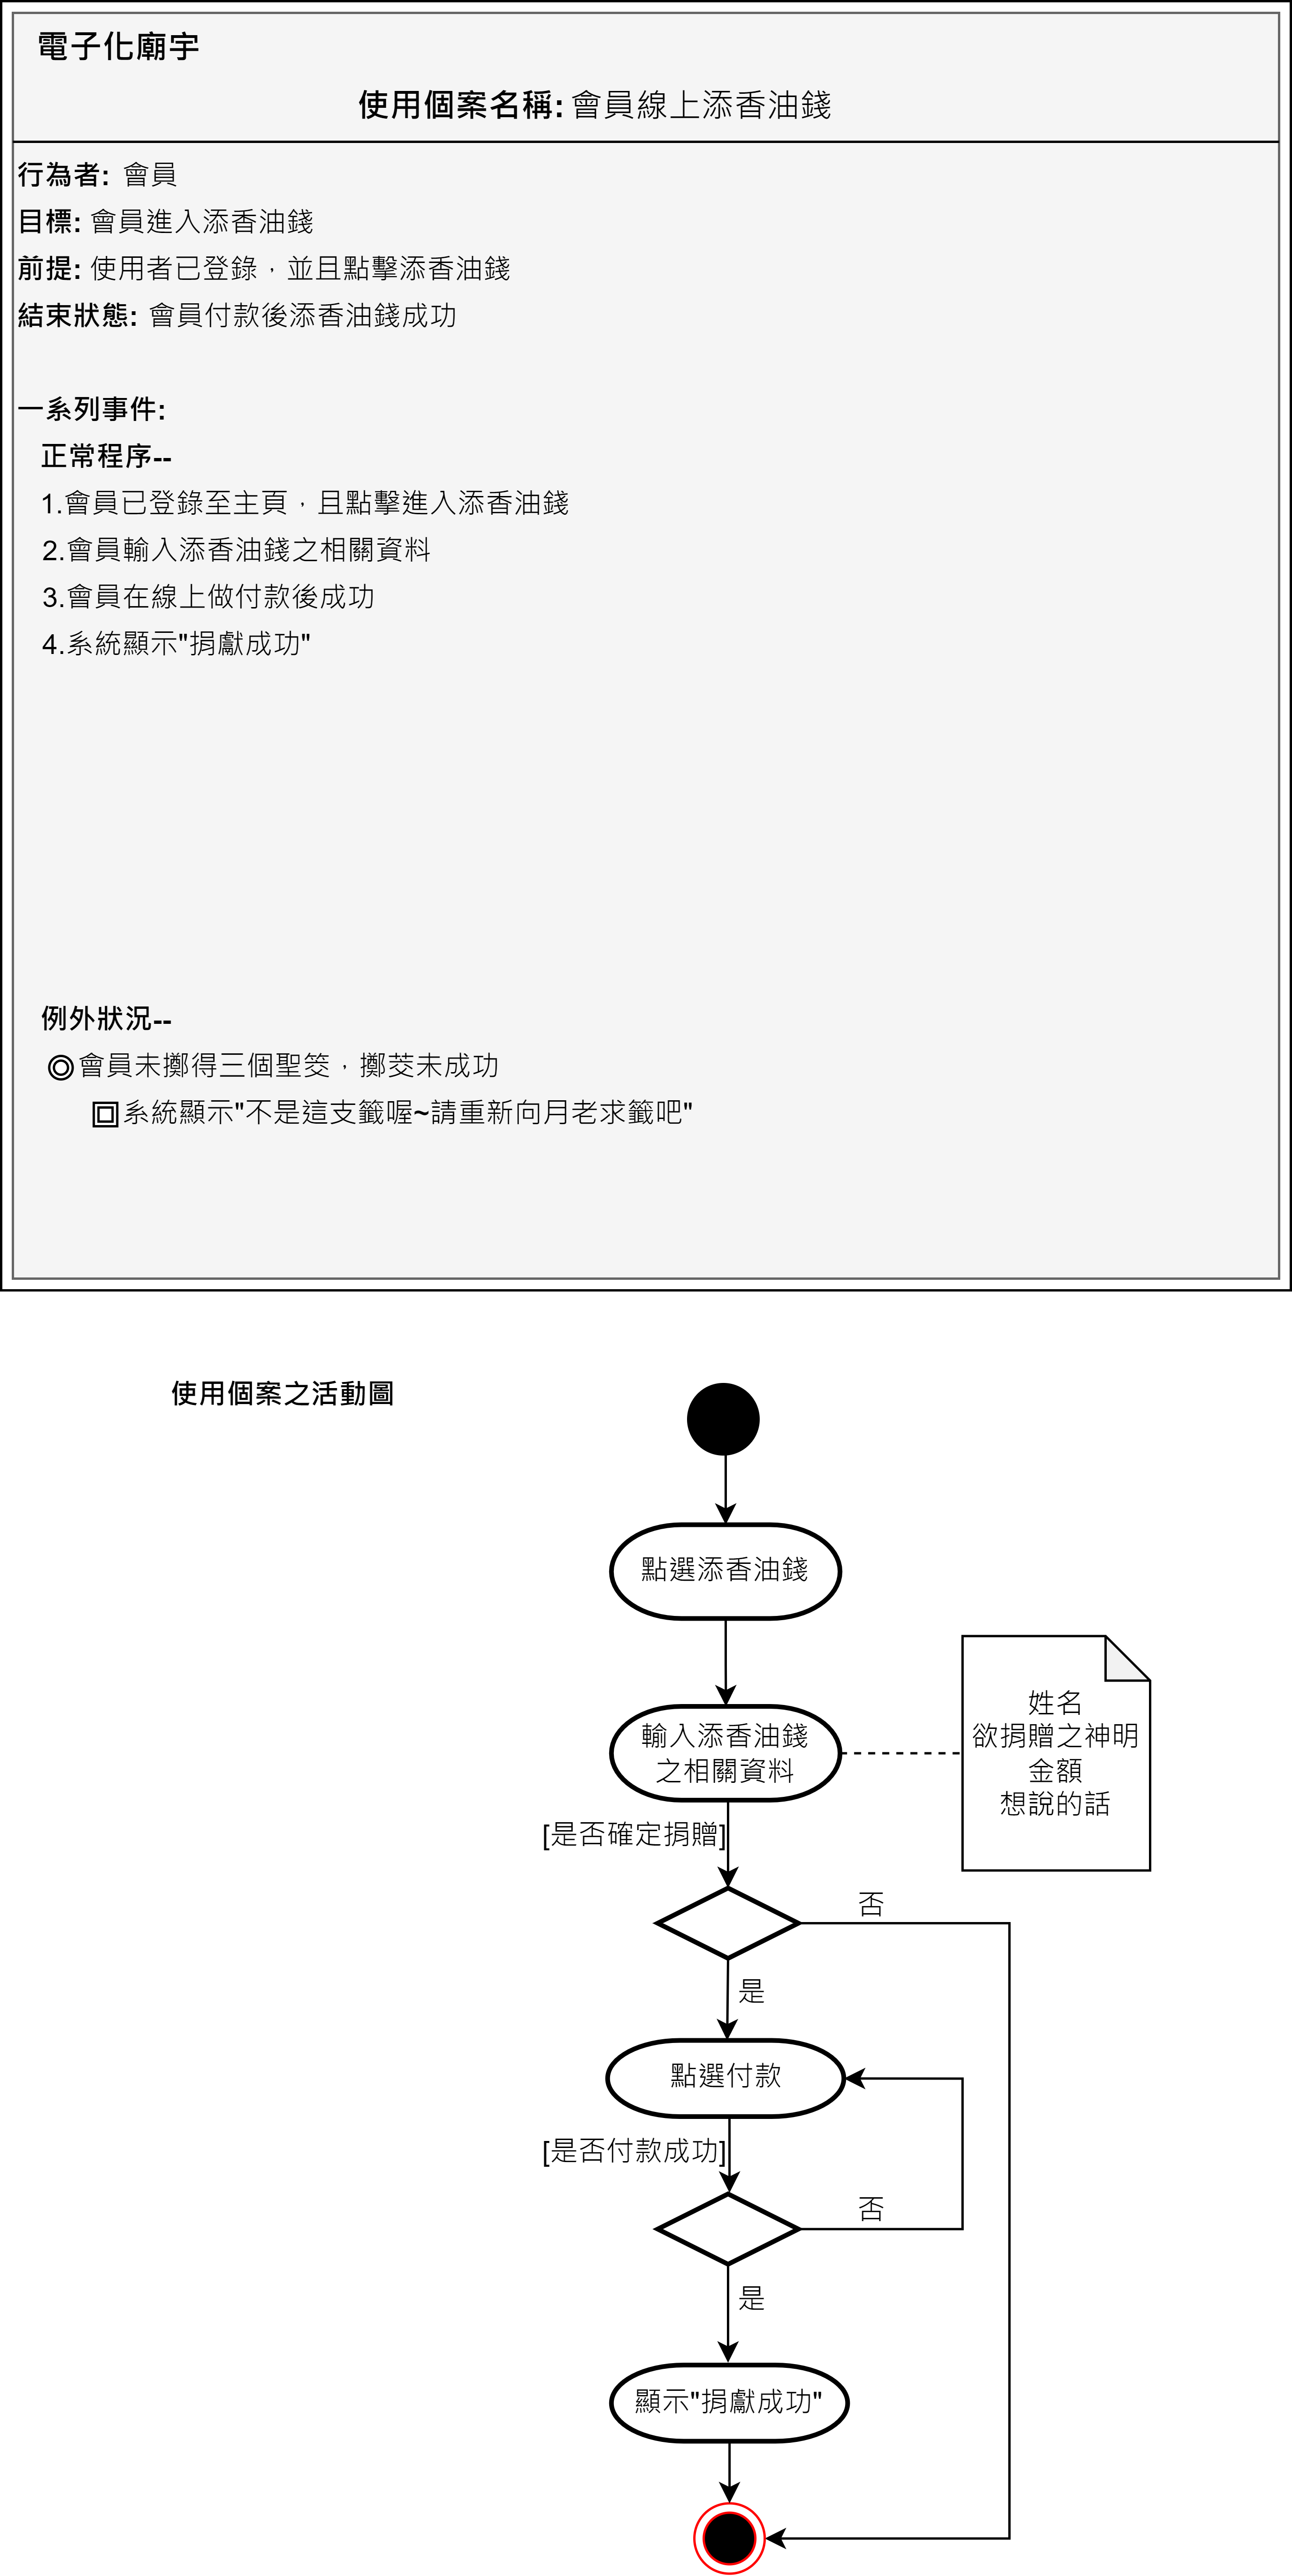 電子化廟宇
使用個案名稱: 會員線上添香油錢
行為者: 會員
目標: 會員進入添香油錢
前提: 使用者已登錄，並且點擊添香油錢
結束狀態: 會員付款後添香油錢成功
一系列事件:
正常程序--
1.會員已登錄至主頁，且點擊進入添香油錢
2.會員輸入添香油錢之相關資料
3.會員在線上做付款後成功
4.系統顯示"捐獻成功"
例外狀況--
會員未擲得三個聖筊，擲茭未成功
系統顯示"不是這支籤喔~請重新向月老求籤吧"
使用個案之活動圖
點選添香油錢
輸入添香油錢
之相關資料
姓名
欲捐贈之神明
金額
想說的話
[是否確定捐贈]
否
是
點選付款
[是否付款成功]
否
是
顯示"捐獻成功"